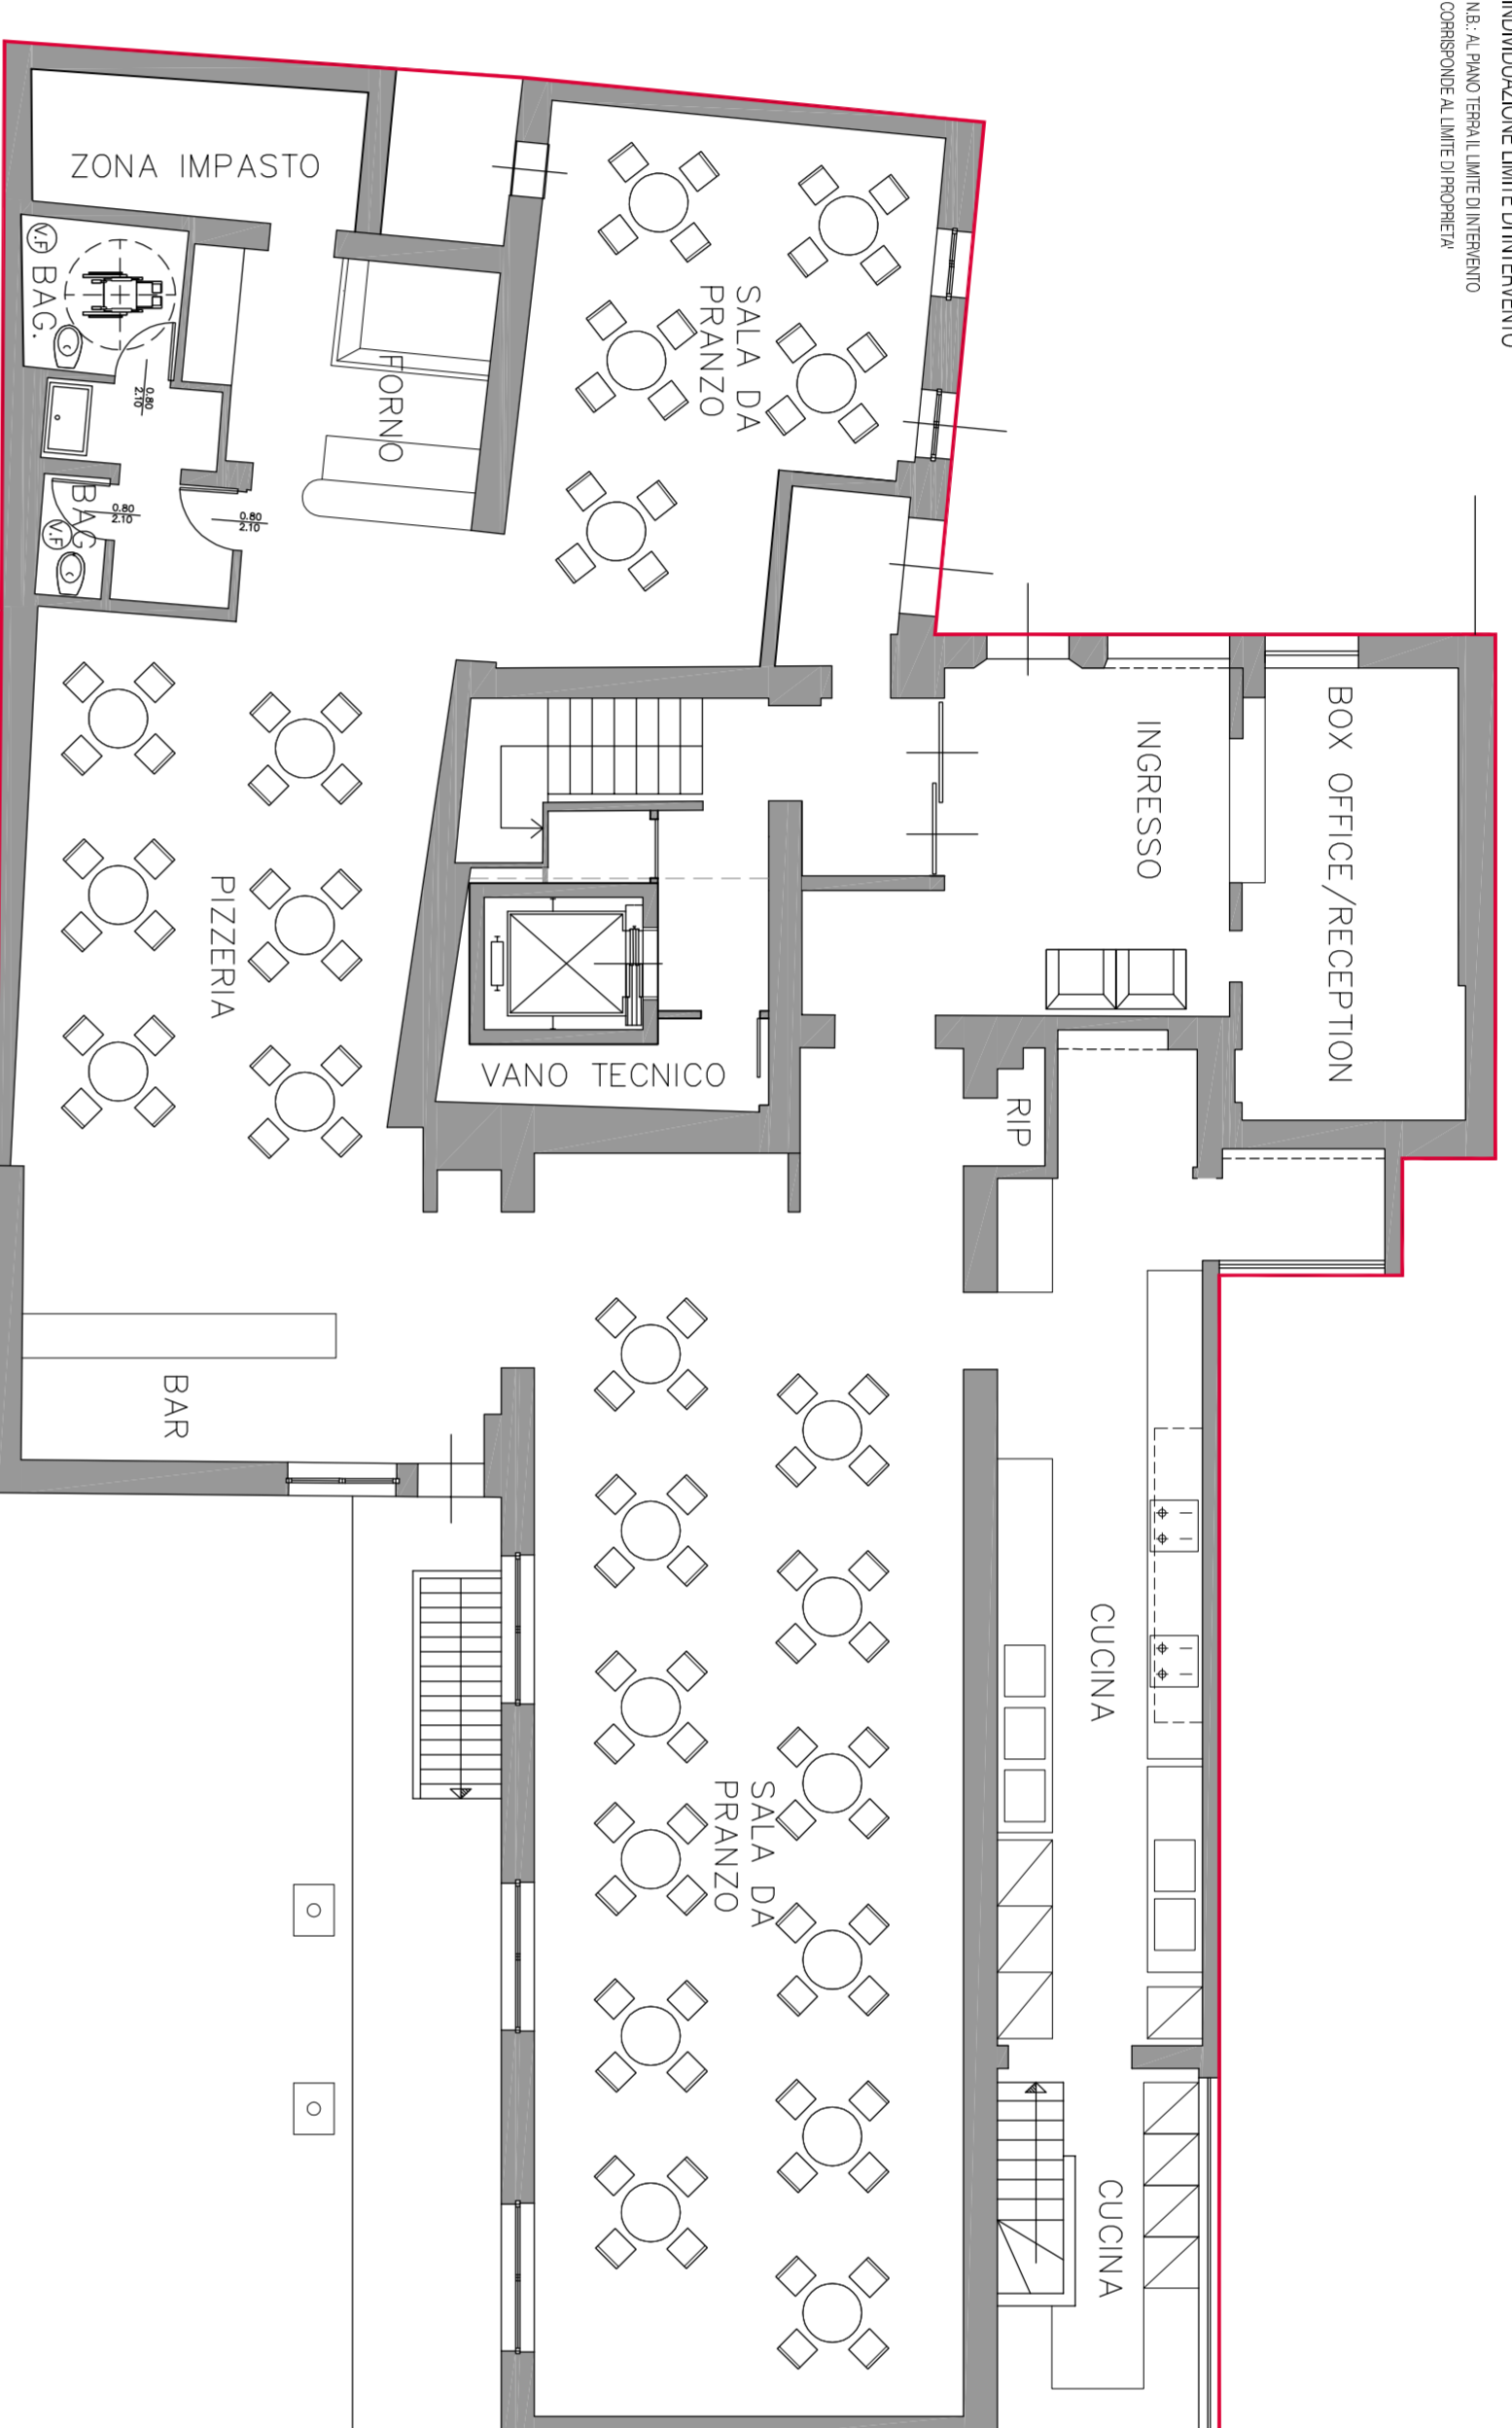 INDIVIDUAZIONE LIMITE DI INTERVENTO
N.B.: AL PIANO TERRA IL LIMITE DI INTERVENTO
CORRISPONDE AL LIMITE DI PROPRIETA'
ZONA IMPASTO
V.F
BAG.
0.80
2.10
FORNO
SALA DA
PRANZO
BAG
V.F
0.80
2.10
0.80
2.10
INGRESSO
BOX OFFICE/RECEPTION
PIZZERIA
VANO TECNICO
RIP
BAR
CUCINA
SALA DA
PRANZO
CUCINA